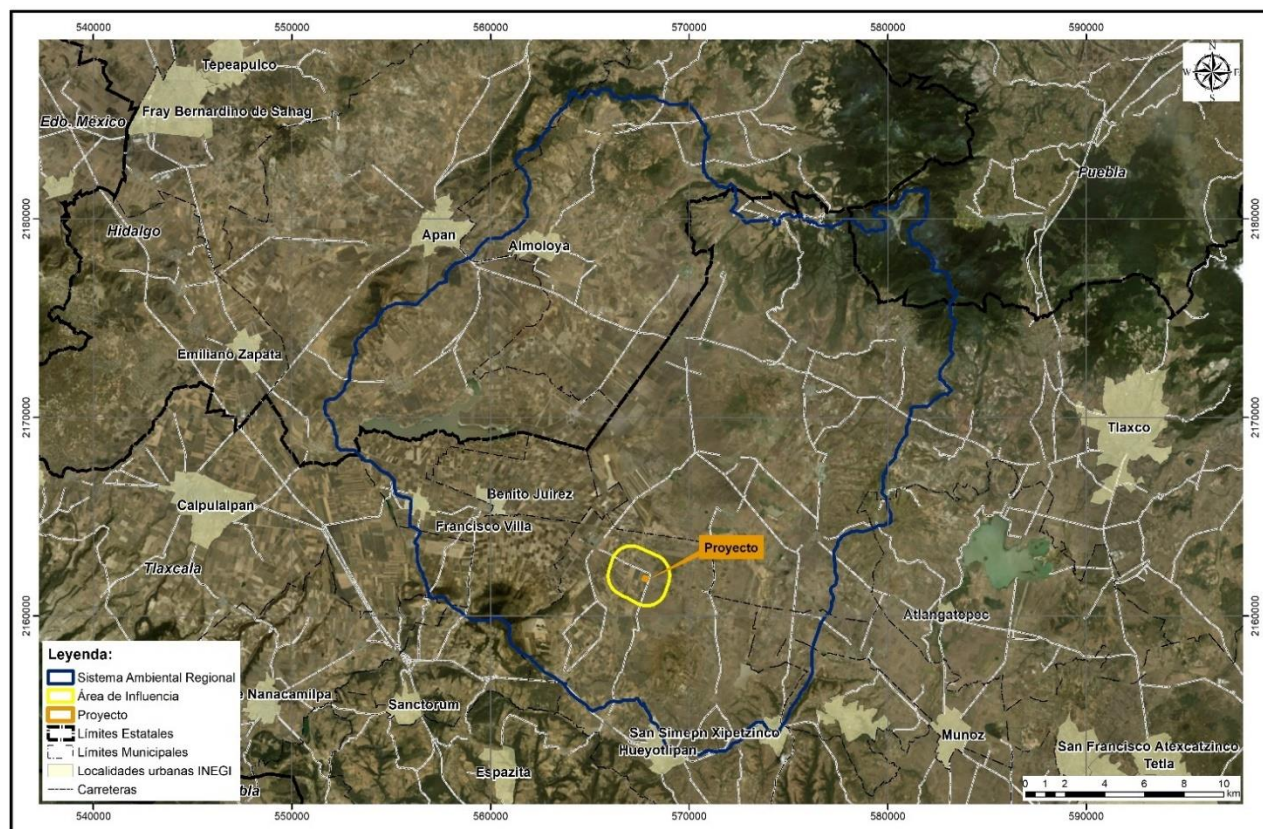 540000 550000 560000 570000 580000 590000
N
W E
S
Tepeapulco
Fray Bernardino de Sahag
Edo. México
Puebla
2180000 2180000
Hidalgo
Apan
Almoloya
Emiliano Zapata
2170000 2170000
Tlaxco
Calpulalpan
Benito Juírez
Francisco Villa
Proyecto
Tlaxcala
2160000 2160000
Atlangatepec
Leyenda:
Sistema Ambiental Regional
Área de Influencia
Proyecto
Límites Estatales
Límites Municipales
Localidades urbanas INEGI
Carreteras
e Nanacamilpa
Sanctorum
San Simepn Xipetzinco
Hueyotlipan
Munoz
San Francisco Atexcatzinco
Tetla
Espazita
bla
0 1 2 4 6 8 10
km
540000 550000 560000 570000 580000 590000